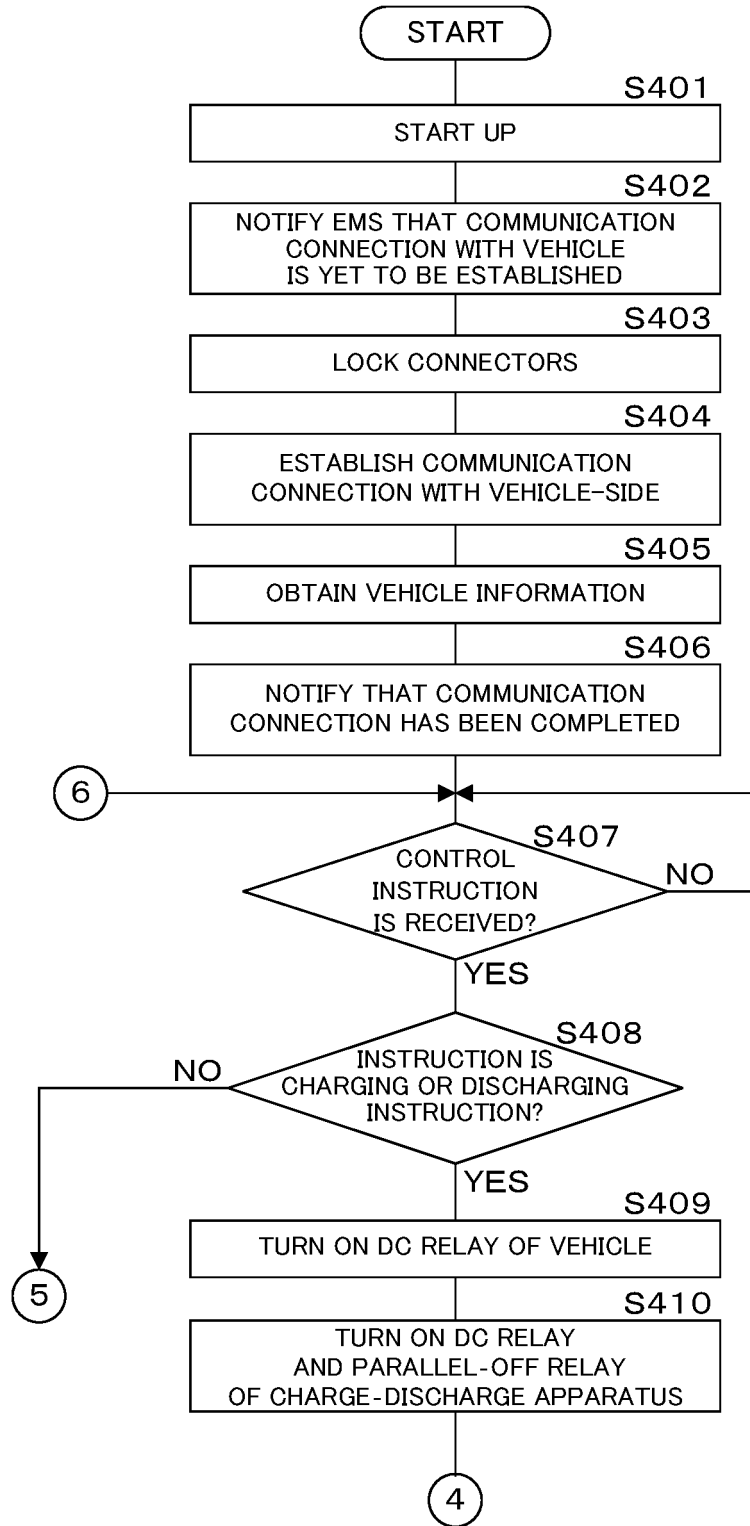 START
S401
START UP
S402
NOTIFY EMS THAT COMMUNICATION
CONNECTION WITH VEHICLE
IS YET TO BE ESTABLISHED
S403
LOCK CONNECTORS
S404
ESTABLISH COMMUNICATION
CONNECTION WITH VEHICLE-SIDE
S405
OBTAIN VEHICLE INFORMATION
S406
NOTIFY THAT COMMUNICATION
CONNECTION HAS BEEN COMPLETED
6
S407
CONTROL
INSTRUCTION
IS RECEIVED?
NO
YES
S408
INSTRUCTION IS
CHARGING OR DISCHARGING
INSTRUCTION?
NO
YES
S409
TURN ON DC RELAY OF VEHICLE
5
S410
TURN ON DC RELAY
AND PARALLEL-OFF RELAY
OF CHARGE-DISCHARGE APPARATUS
4